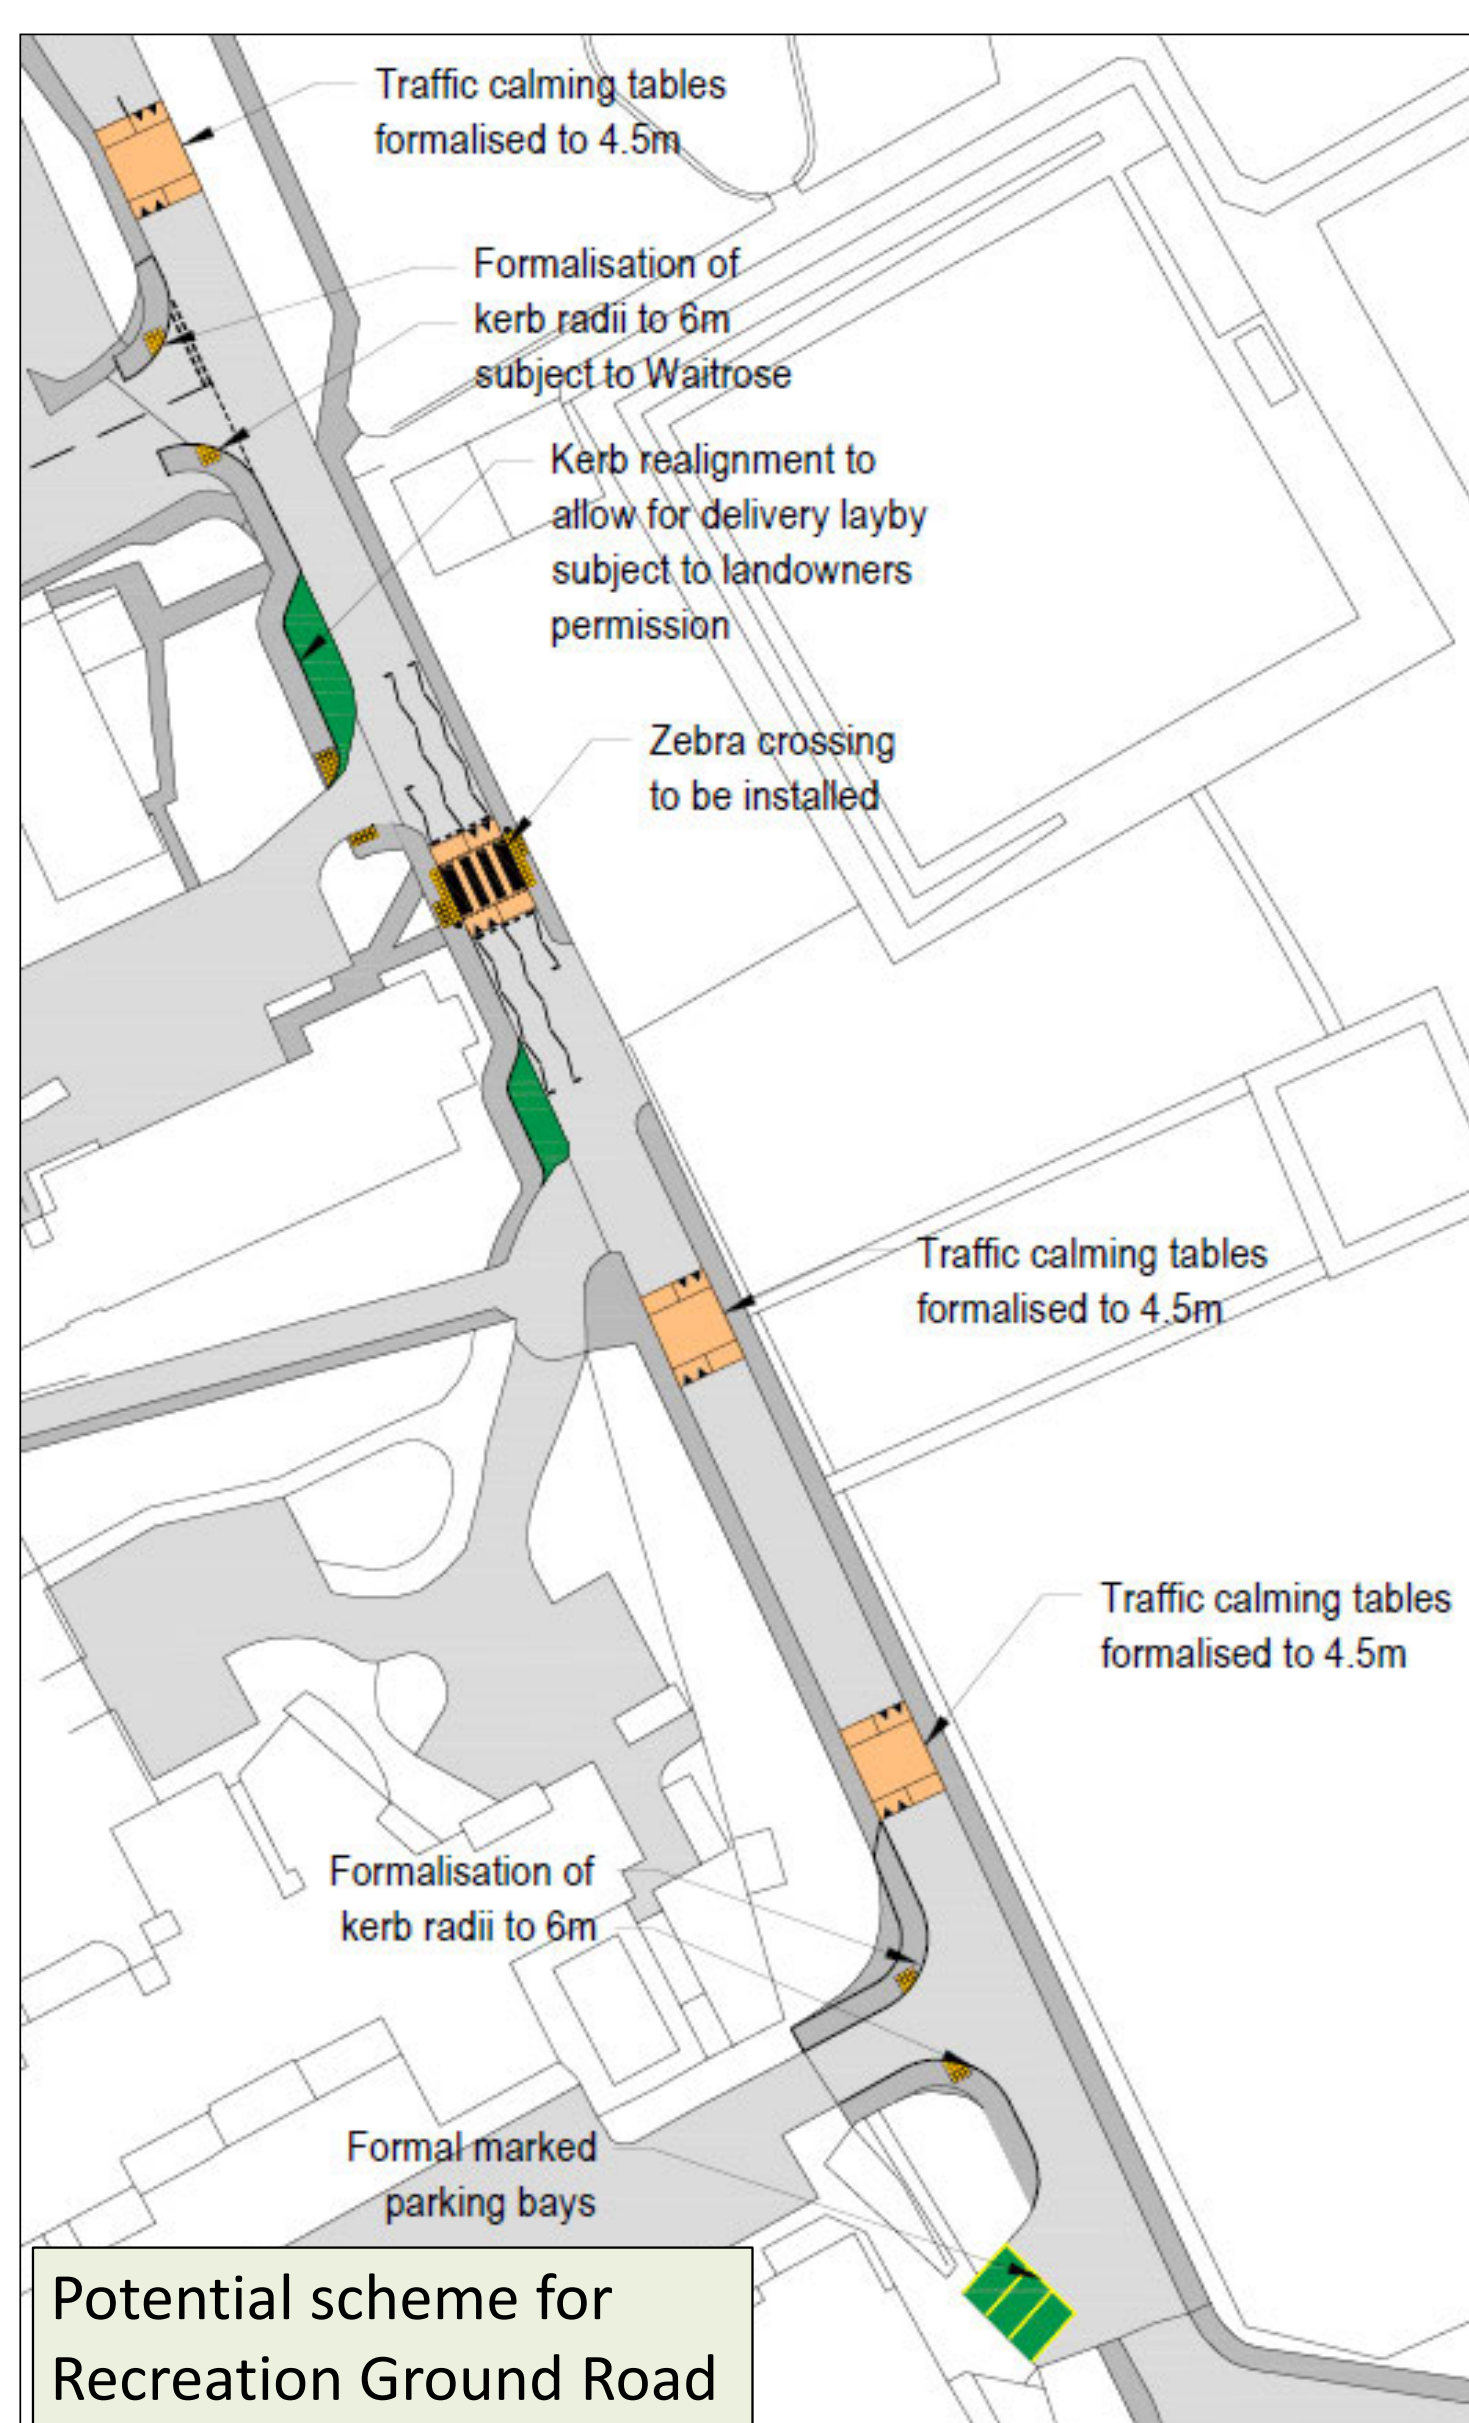 Traffic calming tables
formalised to 4.5m
Formalisation of
kerb radii to 6m
subject to Waitrose
Kerb realignment to
allow for delivery layby
subject to landowners
permission
Zebra crossing
to be installed
Traffic calming tables
formalised to 4.5m
Traffic calming tables
formalised to 4.5m
Formalisation of
kerb radii to 6m
Formal marked
parking bays
Potential scheme for
Recreation Ground Road